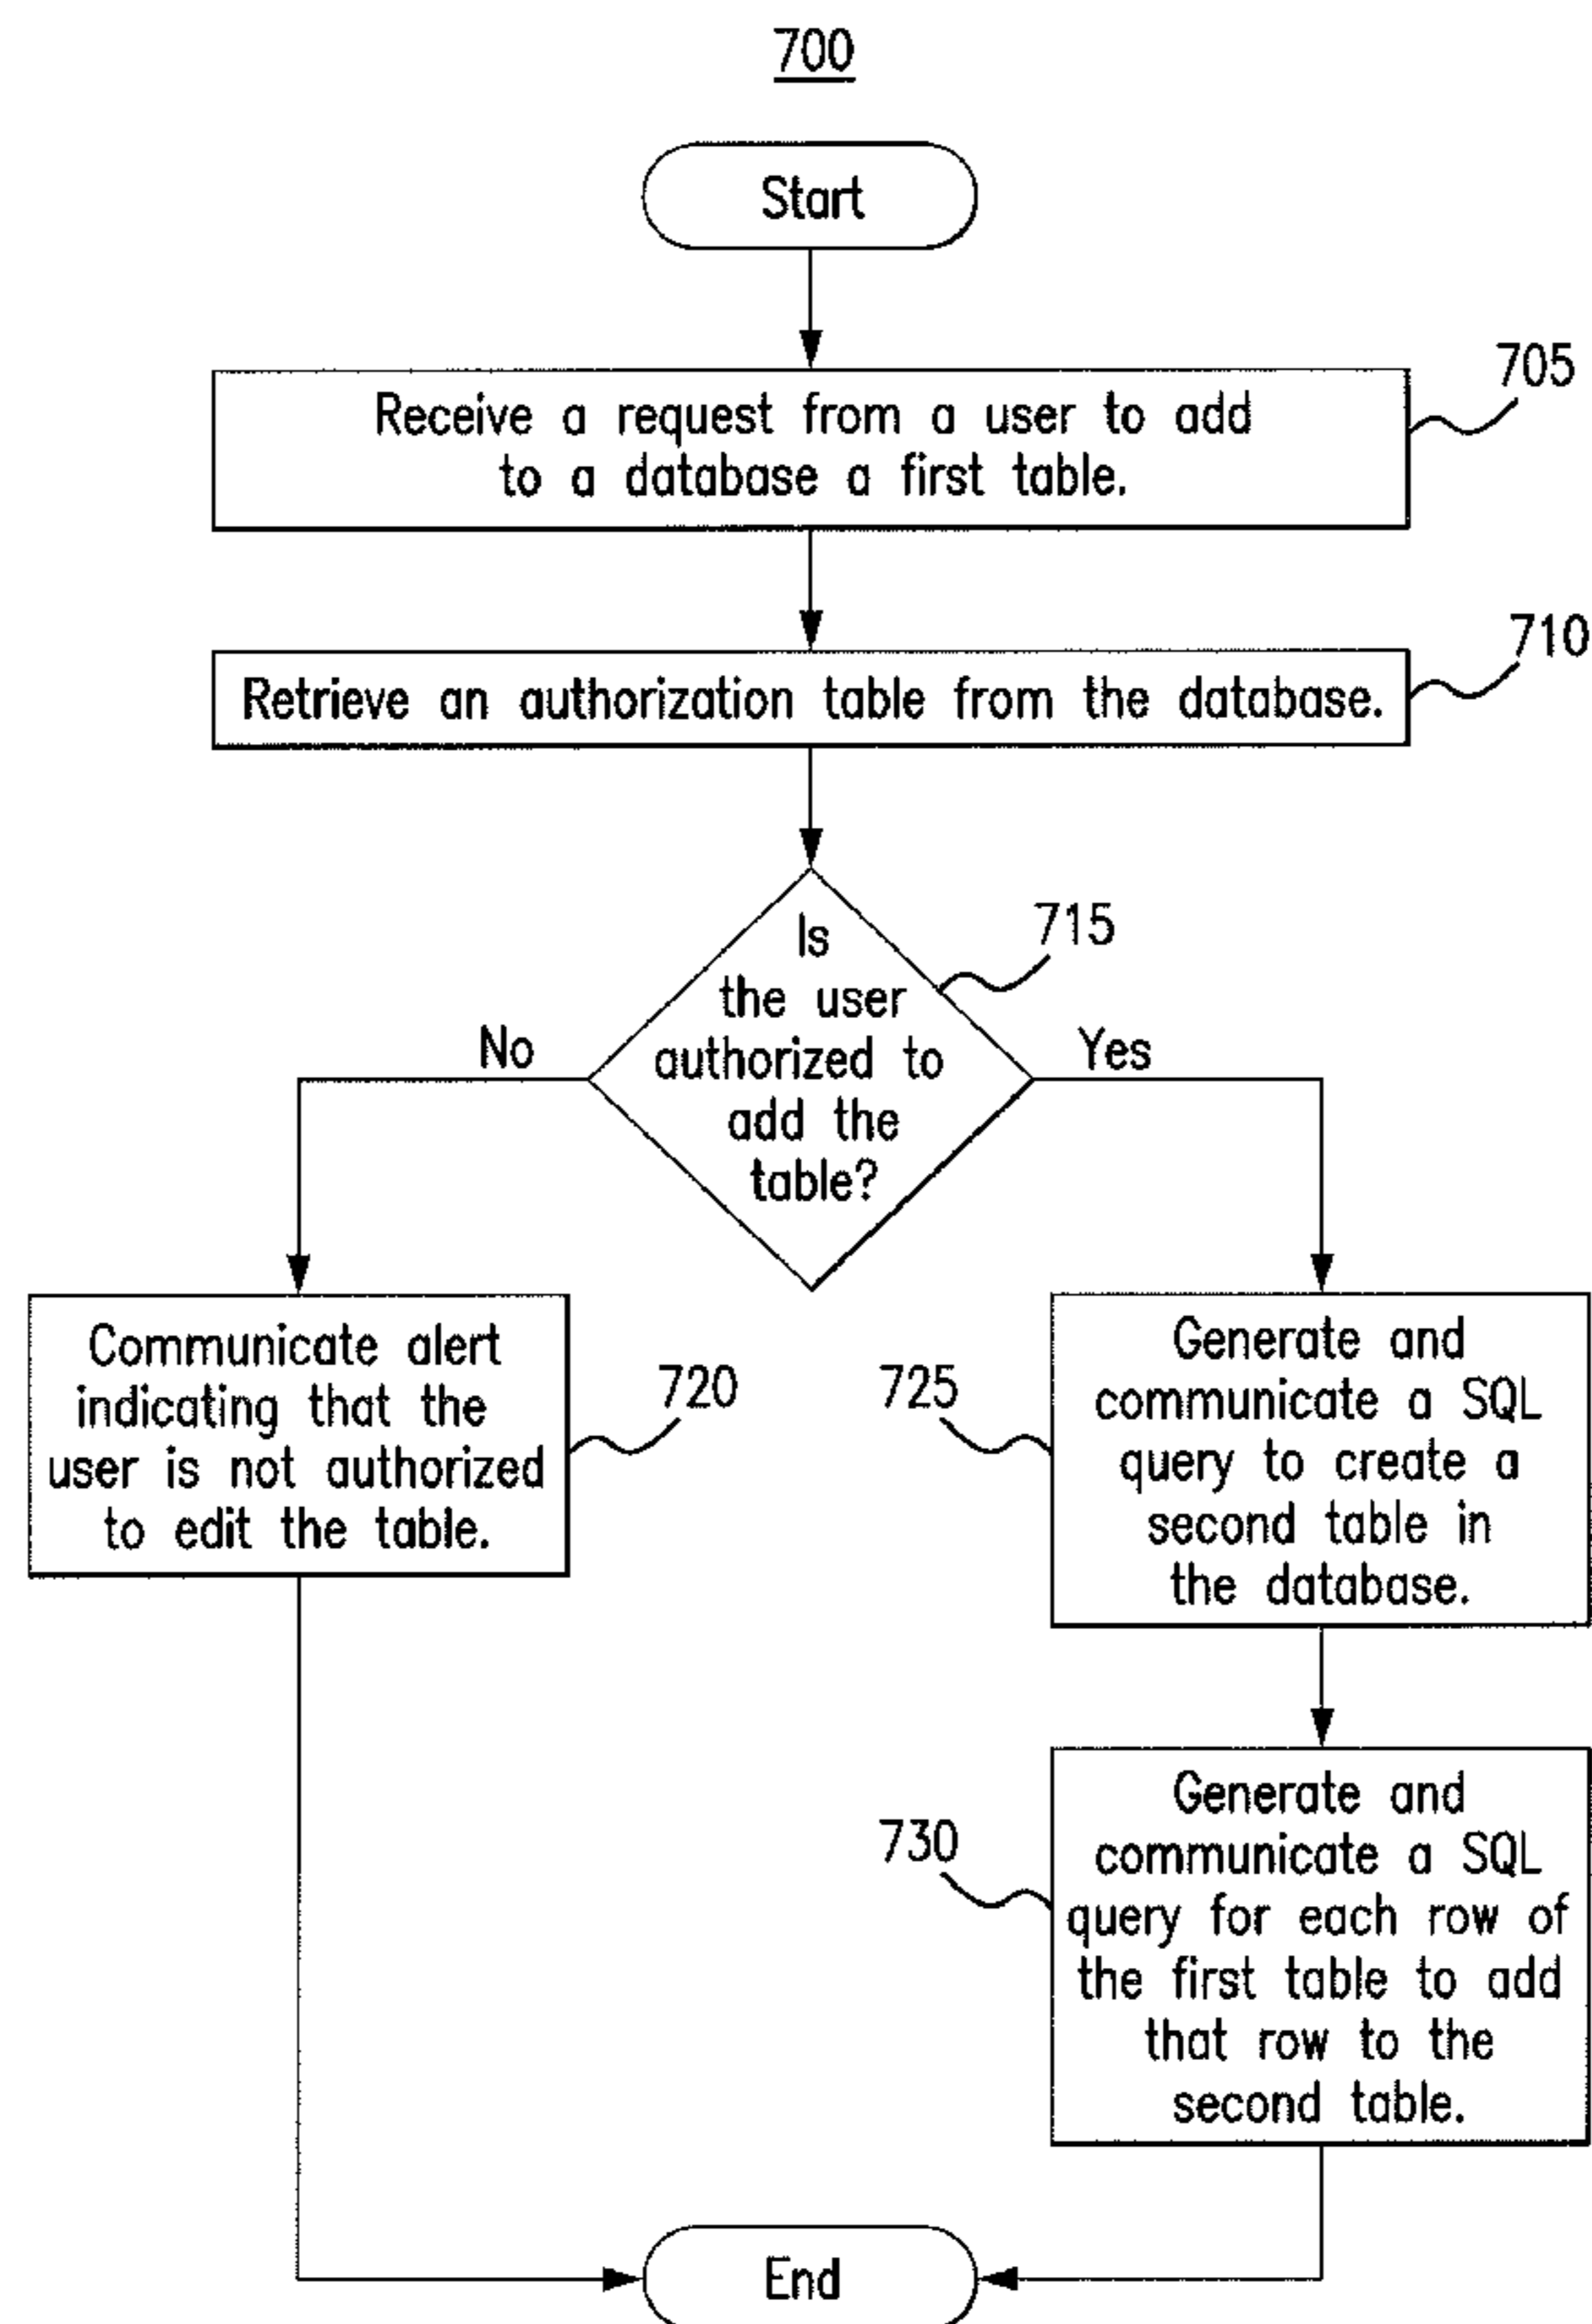 700
Start
705
Receive a request from a user to add
to a database a first table.
710
Retrieve an authorization table from the database.
715
Is
the user
authorized to
add the
table?
No
Yes
Communicate alert
indicating that the
user is not authorized
to edit the table.
720
725
Generate and
communicate a SQL
query to create a
second table in
the database.
730
Generate and
communicate a SQL
query for each row of
the first table to add
that row to the
second table.
End